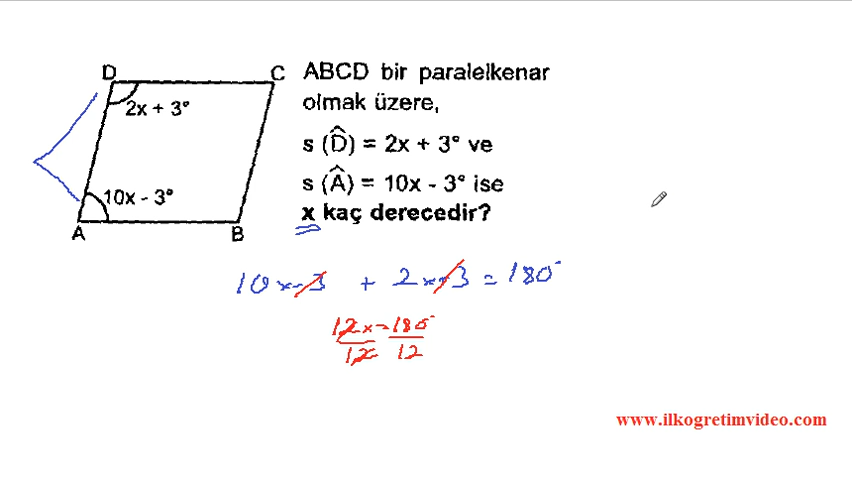 D
C
2x + 3°
10x - 3°
A
B
ABCD bir paralelkenar
olmak üzere,
s (D̂) = 2x + 3° ve
s (Â) = 10x - 3° ise
x kaç derecedir?
10x-3 + 2x+3 = 180°
12x=180°
12 12
www.ilkogretimvideo.com